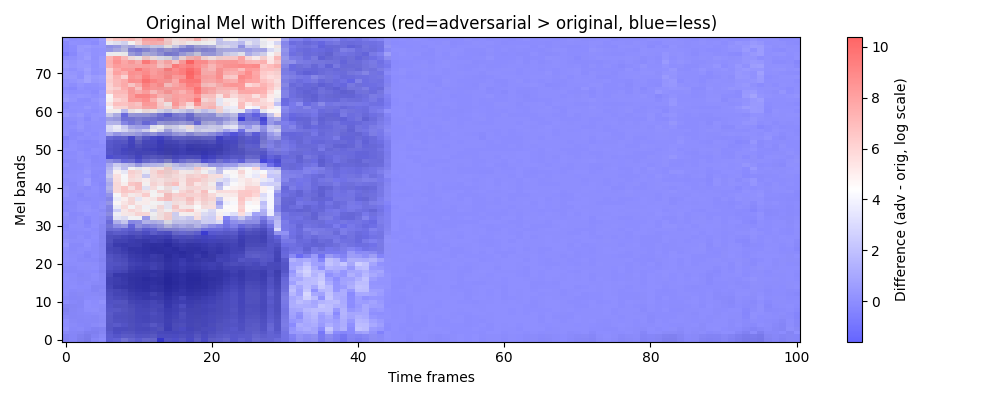 Original Mel with Differences (red=adversarial > original, blue=less)
Mel bands
70
60
50
40
30
20
10
0
0 20 40 60 80 100
Time frames
10
8
6
4
2
0
Difference (adv - orig, log scale)